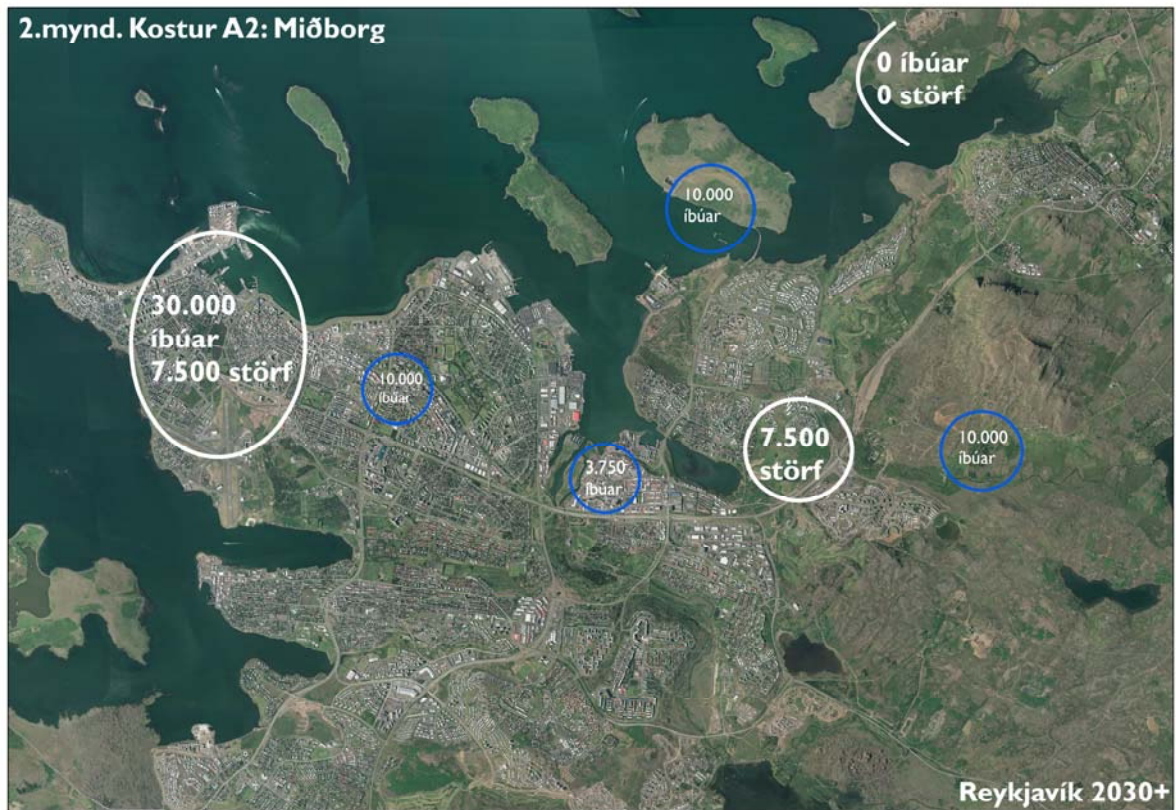 2.mynd. Kostur A2: Miðborg
0 íbúar
0 störf
10.000
íbúar
30.000
íbúar
7.500 störf
10.000
íbúar
7.500
störf
10.000
íbúar
3.750
íbúar
Reykjavík 2030+